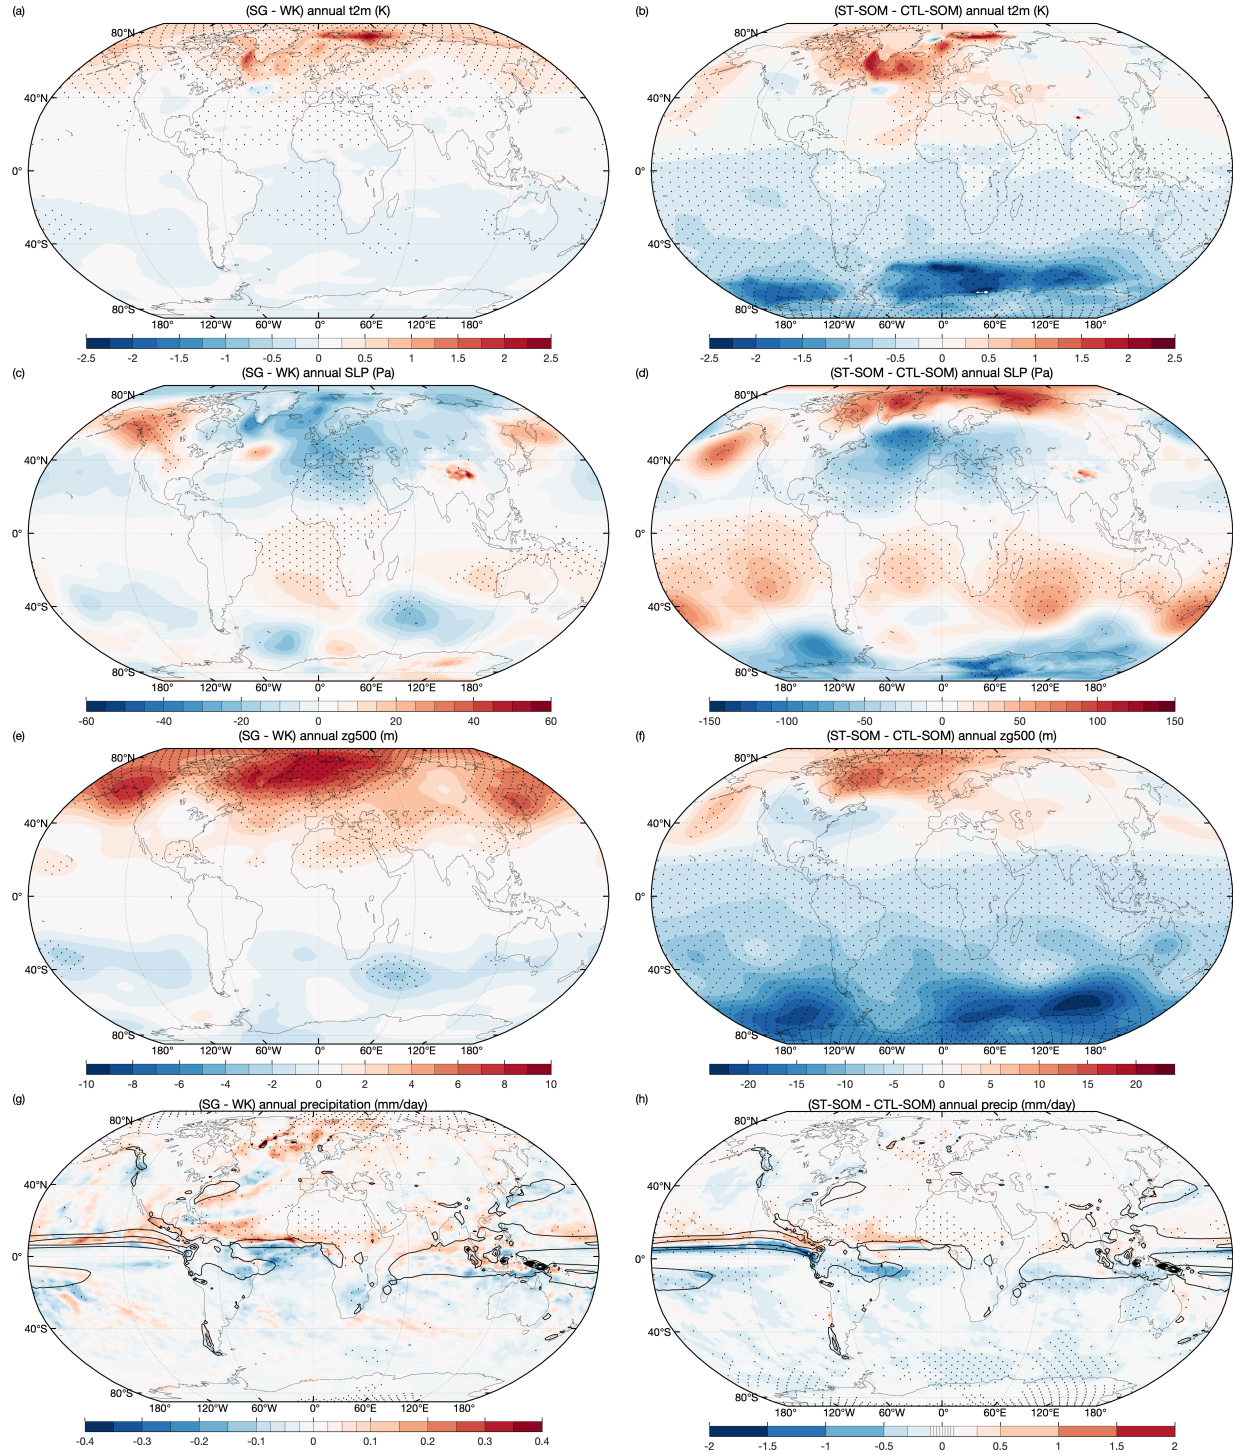 (a) (SG - WK) annual t2m (K)
80°N
40°N
0°
40°S
80°S
180° 120°W 60°W 0° 60°E 120°E 180°
-2.5 -2 -1.5 -1 -0.5 0 0.5 1 1.5 2 2.5
(b) (ST-SOM - CTL-SOM) annual t2m (K)
80°N
40°N
0°
40°S
80°S
180° 120°W 60°W 0° 60°E 120°E 180°
-2.5 -2 -1.5 -1 -0.5 0 0.5 1 1.5 2 2.5
(c) (SG - WK) annual SLP (Pa)
80°N
40°N
0°
40°S
80°S
180° 120°W 60°W 0° 60°E 120°E 180°
-60 -40 -20 0 20 40 60
(d) (ST-SOM - CTL-SOM) annual SLP (Pa)
80°N
40°N
0°
40°S
80°S
180° 120°W 60°W 0° 60°E 120°E 180°
-150 -100 -50 0 50 100 150
(e) (SG - WK) annual zg500 (m)
80°N
40°N
0°
40°S
80°S
180° 120°W 60°W 0° 60°E 120°E 180°
-10 -8 -6 -4 -2 0 2 4 6 8 10
(f) (ST-SOM - CTL-SOM) annual zg500 (m)
80°N
40°N
0°
40°S
80°S
180° 120°W 60°W 0° 60°E 120°E 180°
-20 -15 -10 -5 0 5 10 15 20
(g) (SG - WK) annual precipitation (mm/day)
80°N
40°N
0°
40°S
80°S
180° 120°W 60°W 0° 60°E 120°E 180°
-0.4 -0.3 -0.2 -0.1 0 0.1 0.2 0.3 0.4
(h) (ST-SOM - CTL-SOM) annual precip (mm/day)
80°N
40°N
0°
40°S
80°S
180° 120°W 60°W 0° 60°E 120°E 180°
-2 -1.5 -1 -0.5 0 0.5 1 1.5 2